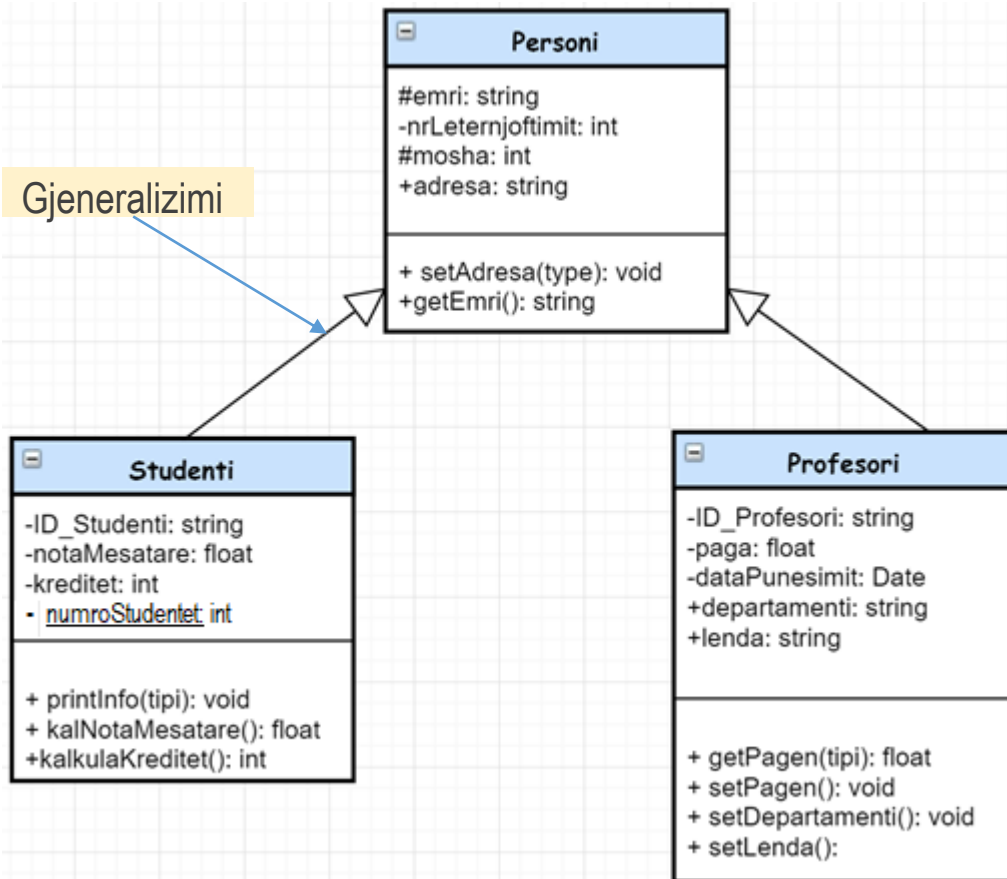 Personi
#emri: string
-nrLeternjoftimit: int
#mosha: int
+adresa: string
+ setAdresa(type): void
+getEmri(): string
Gjeneralizimi
Studenti
-ID_Studenti: string
-notaMesatare: float
-kreditet: int
- numroStudentet: int
+ printInfo(tipi): void
+ kalNotaMesatare(): float
+kalkulaKreditet(): int
Profesori
-ID_Profesori: string
-paga: float
-dataPunesimit: Date
+departamenti: string
+lenda: string
+ getPagen(tipi): float
+ setPagen(): void
+ setDepartamenti(): void
+ setLenda():